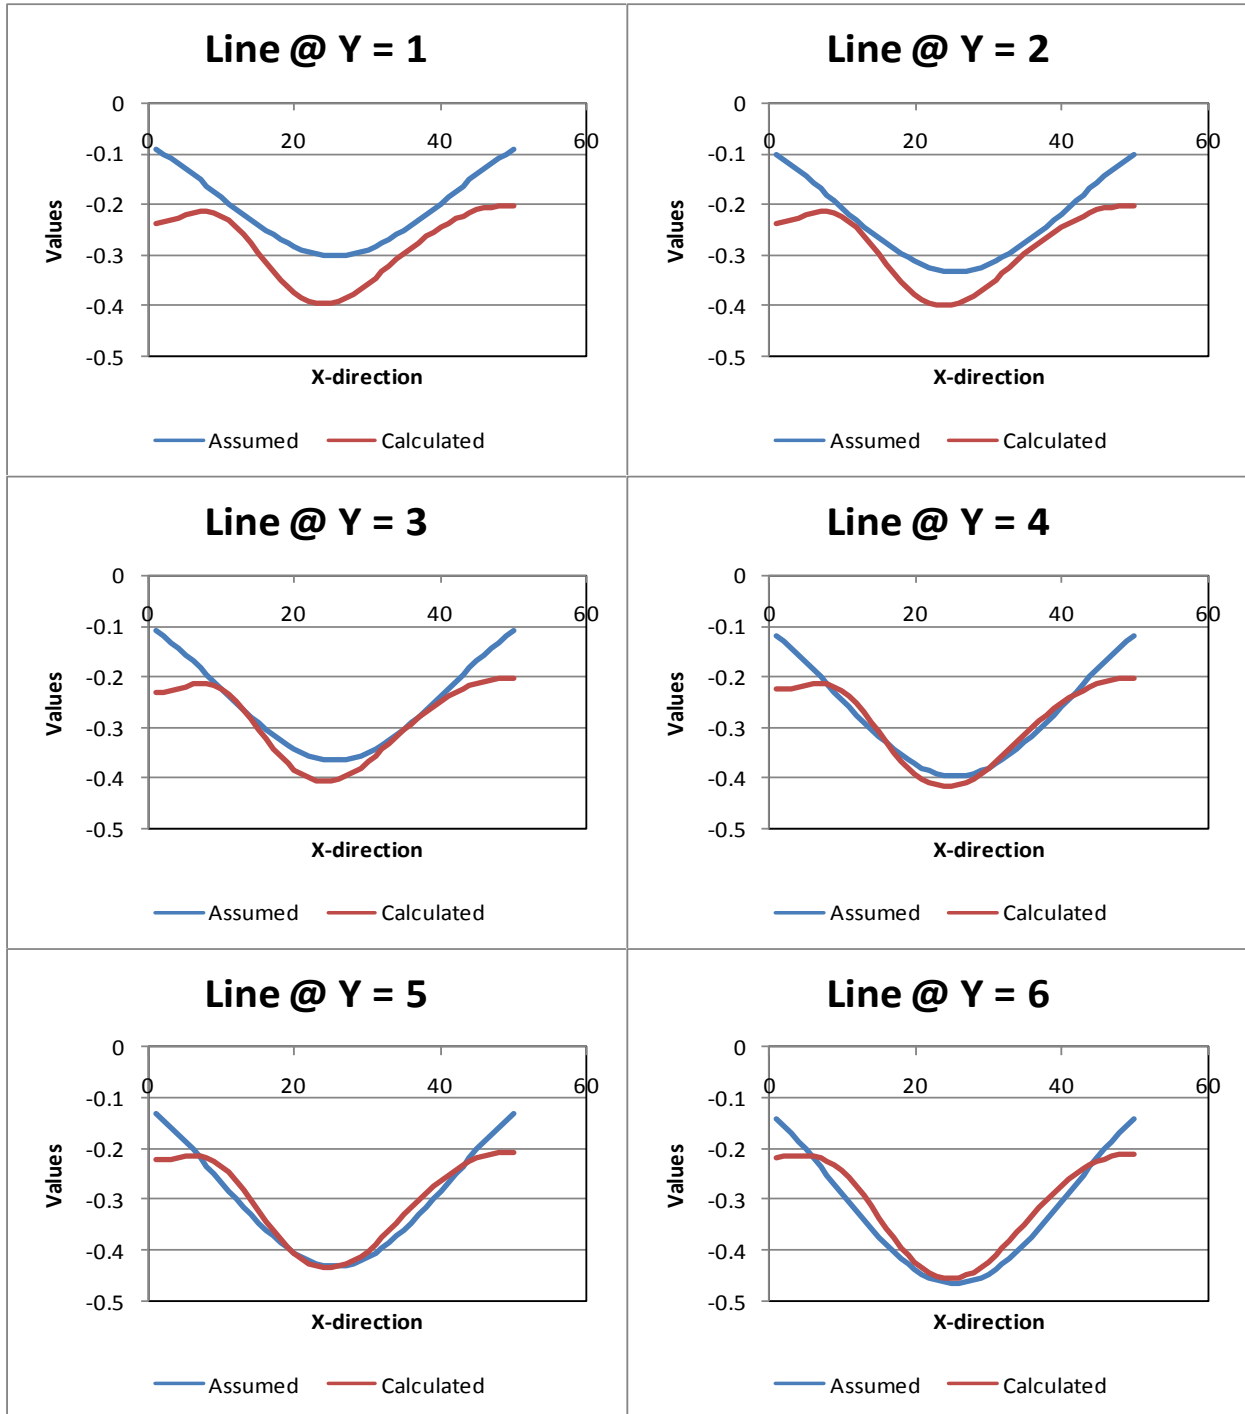 Line @ Y = 1
0
0 20 40 60
-0.1
-0.2
-0.3
-0.4
-0.5
Values
X-direction
Assumed Calculated
Line @ Y = 2
0
0 20 40 60
-0.1
-0.2
-0.3
-0.4
-0.5
Values
X-direction
Assumed Calculated
Line @ Y = 3
0
0 20 40 60
-0.1
-0.2
-0.3
-0.4
-0.5
Values
X-direction
Assumed Calculated
Line @ Y = 4
0
0 20 40 60
-0.1
-0.2
-0.3
-0.4
-0.5
Values
X-direction
Assumed Calculated
Line @ Y = 5
0
0 20 40 60
-0.1
-0.2
-0.3
-0.4
-0.5
Values
X-direction
Assumed Calculated
Line @ Y = 6
0
0 20 40 60
-0.1
-0.2
-0.3
-0.4
-0.5
Values
X-direction
Assumed Calculated